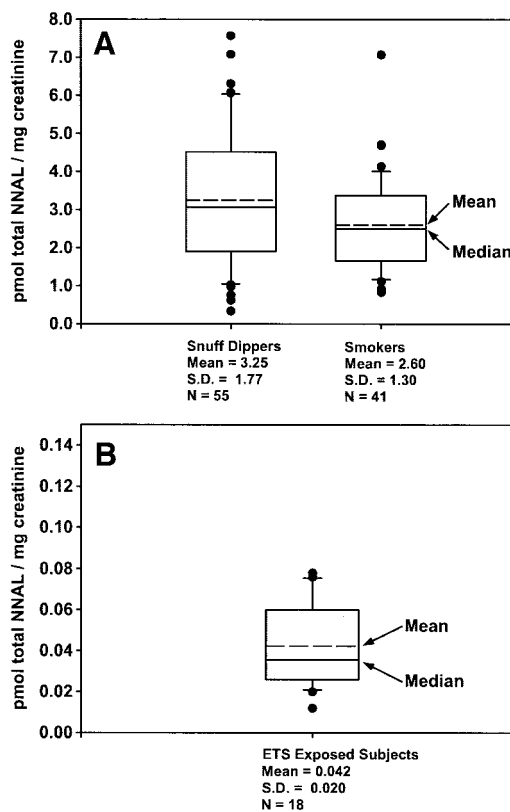 A
pmol total NNAL / mg creatinine
8.0
7.0
6.0
5.0
4.0
3.0
2.0
1.0
0.0
Mean
Median
Snuff Dippers
Mean = 3.25
S.D. = 1.77
N = 55
Smokers
Mean = 2.60
S.D. = 1.30
N = 41
B
pmol total NNAL / mg creatinine
0.14
0.12
0.10
0.08
0.06
0.04
0.02
0.00
Mean
Median
ETS Exposed Subjects
Mean = 0.042
S.D. = 0.020
N = 18